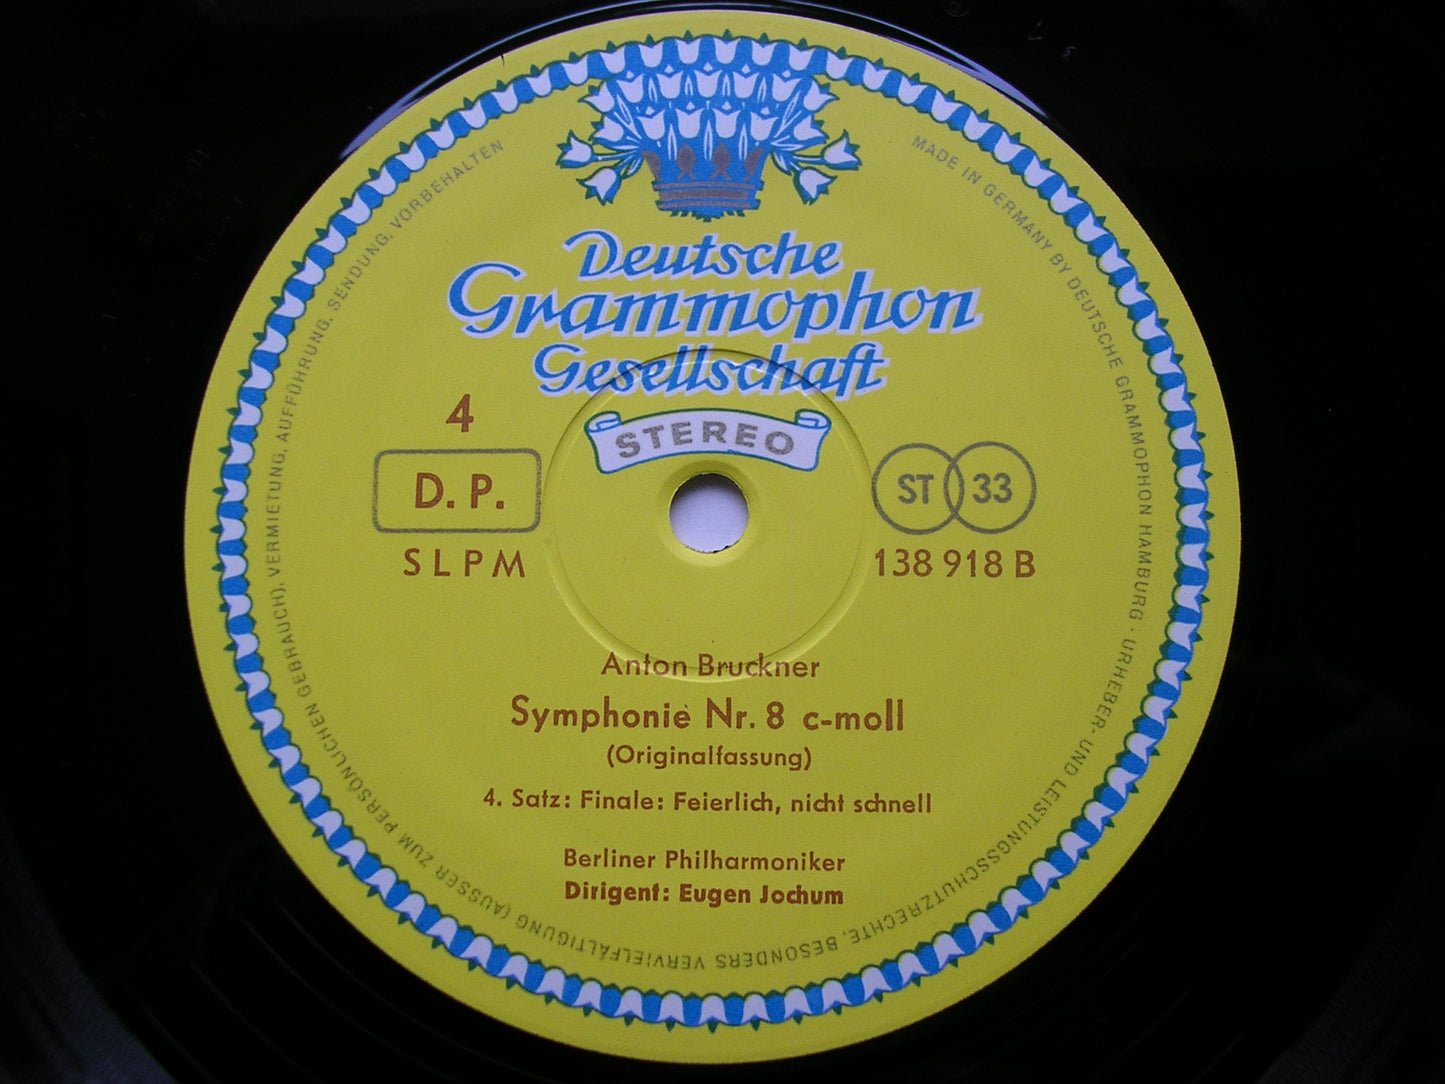 Deutsche
Grammophon
Gesellschaft
STEREO
4
D. P.
SLPM
ST 33
138 918 B
Anton Bruckner
Symphonie Nr. 8 c-moll
(Originalfassung)
4. Satz: Finale: Feierlich, nicht schnell
Berliner Philharmoniker
Dirigent: Eugen Jochum
MADE IN GERMANY BY DEUTSCHE GRAMMOPHON HAMBURG · URHEBER- UND LEISTUNGSSCHUTZRECHTE, BESONDERS VERVIELFÄLTIGUNG (AUSSER ZUM PERSÖNLICHEN GEBRAUCH), VERMIETUNG, AUFFÜHRUNG, SENDUNG, VORBEHALTEN